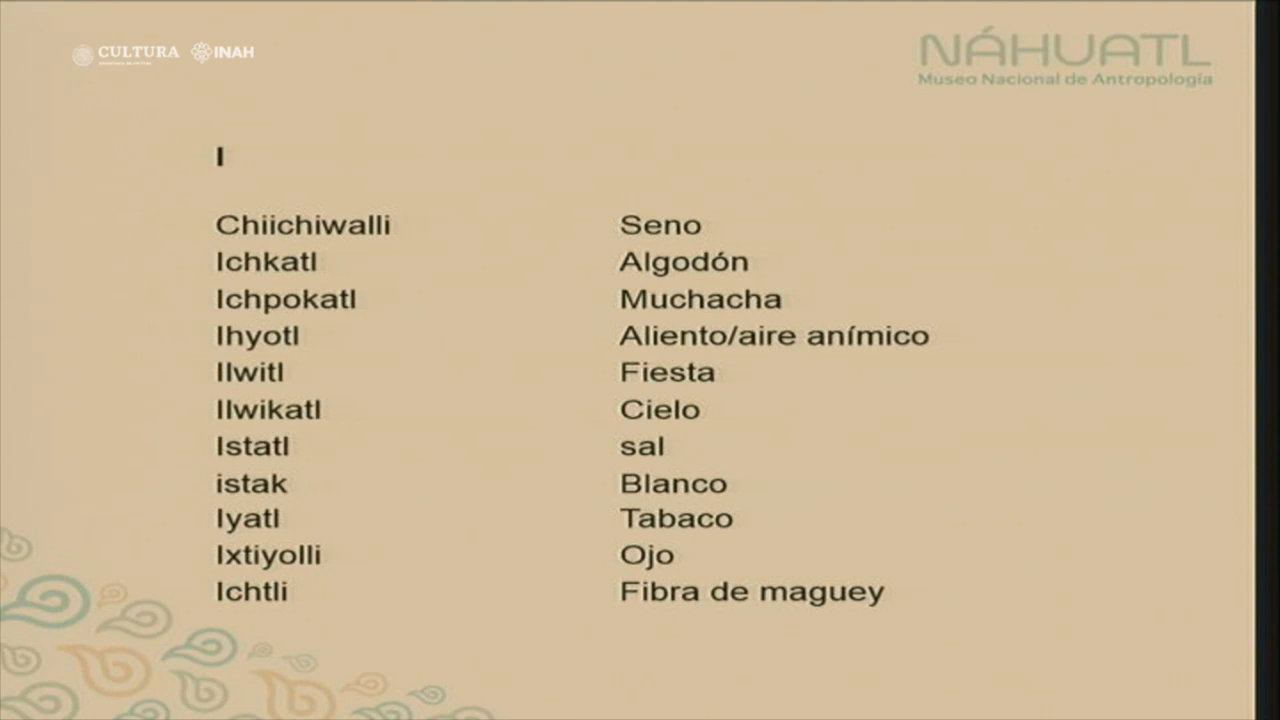 CULTURA INAH
NÁHUATL
Museo Nacional de Antropología
I
Chiichiwalli Seno
Ichkatl Algodón
Ichpokatl Muchacha
Ihyotl Aliento/aire anímico
Ilwitl Fiesta
Ilwikatl Cielo
Istatl sal
istak Blanco
Iyatl Tabaco
Ixtiyolli Ojo
Ichtli Fibra de maguey